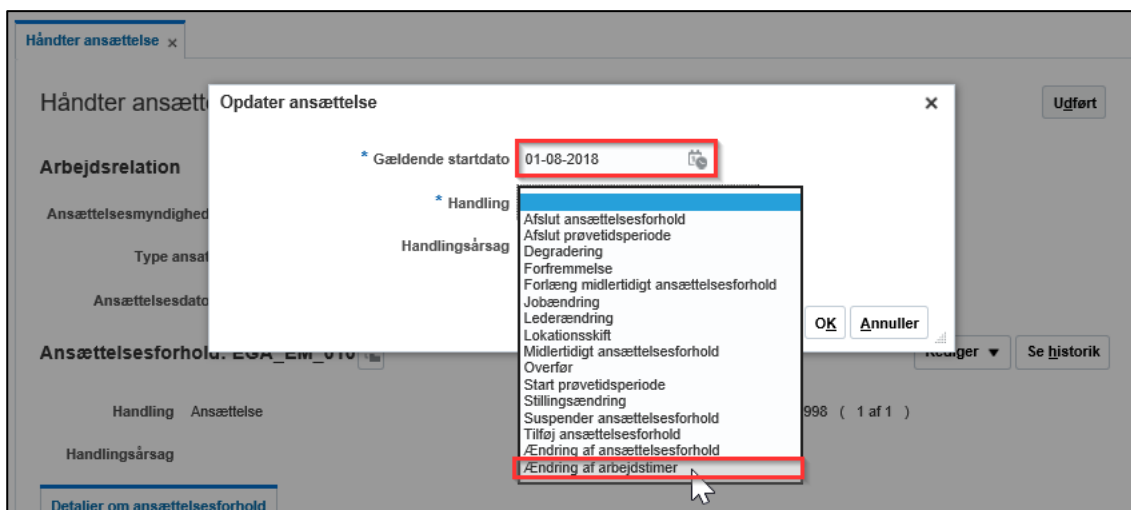 Håndter ansættelse x
Håndter ansætt
Udført
Opdater ansættelse
Arbejdsrelation
* Gældende startdato 01-08-2018
Ansættelsesmyndighed
* Handling
Type ansat
Handlingsårsag
Ansættelsesdato
Afslut ansættelsesforhold
Afslut prøvetidsperiode
Degradering
Forfremmelse
Forlæng midlertidigt ansættelsesforhold
Jobændring
Lederændring
Lokationsskift
Midlertidigt ansættelsesforhold
Overfør
Start prøvetidsperiode
Stillingsændring
Suspender ansættelsesforhold
Tilføj ansættelsesforhold
Ændring af ansættelsesforhold
Ændring af arbejdstimer
OK Annuller
Ansættelsesforhold: EGA_EM_010
Rediger ▼ Se historik
Handling Ansættelse
998 ( 1 af 1 )
Handlingsårsag
Detaljer om ansættelsesforhold